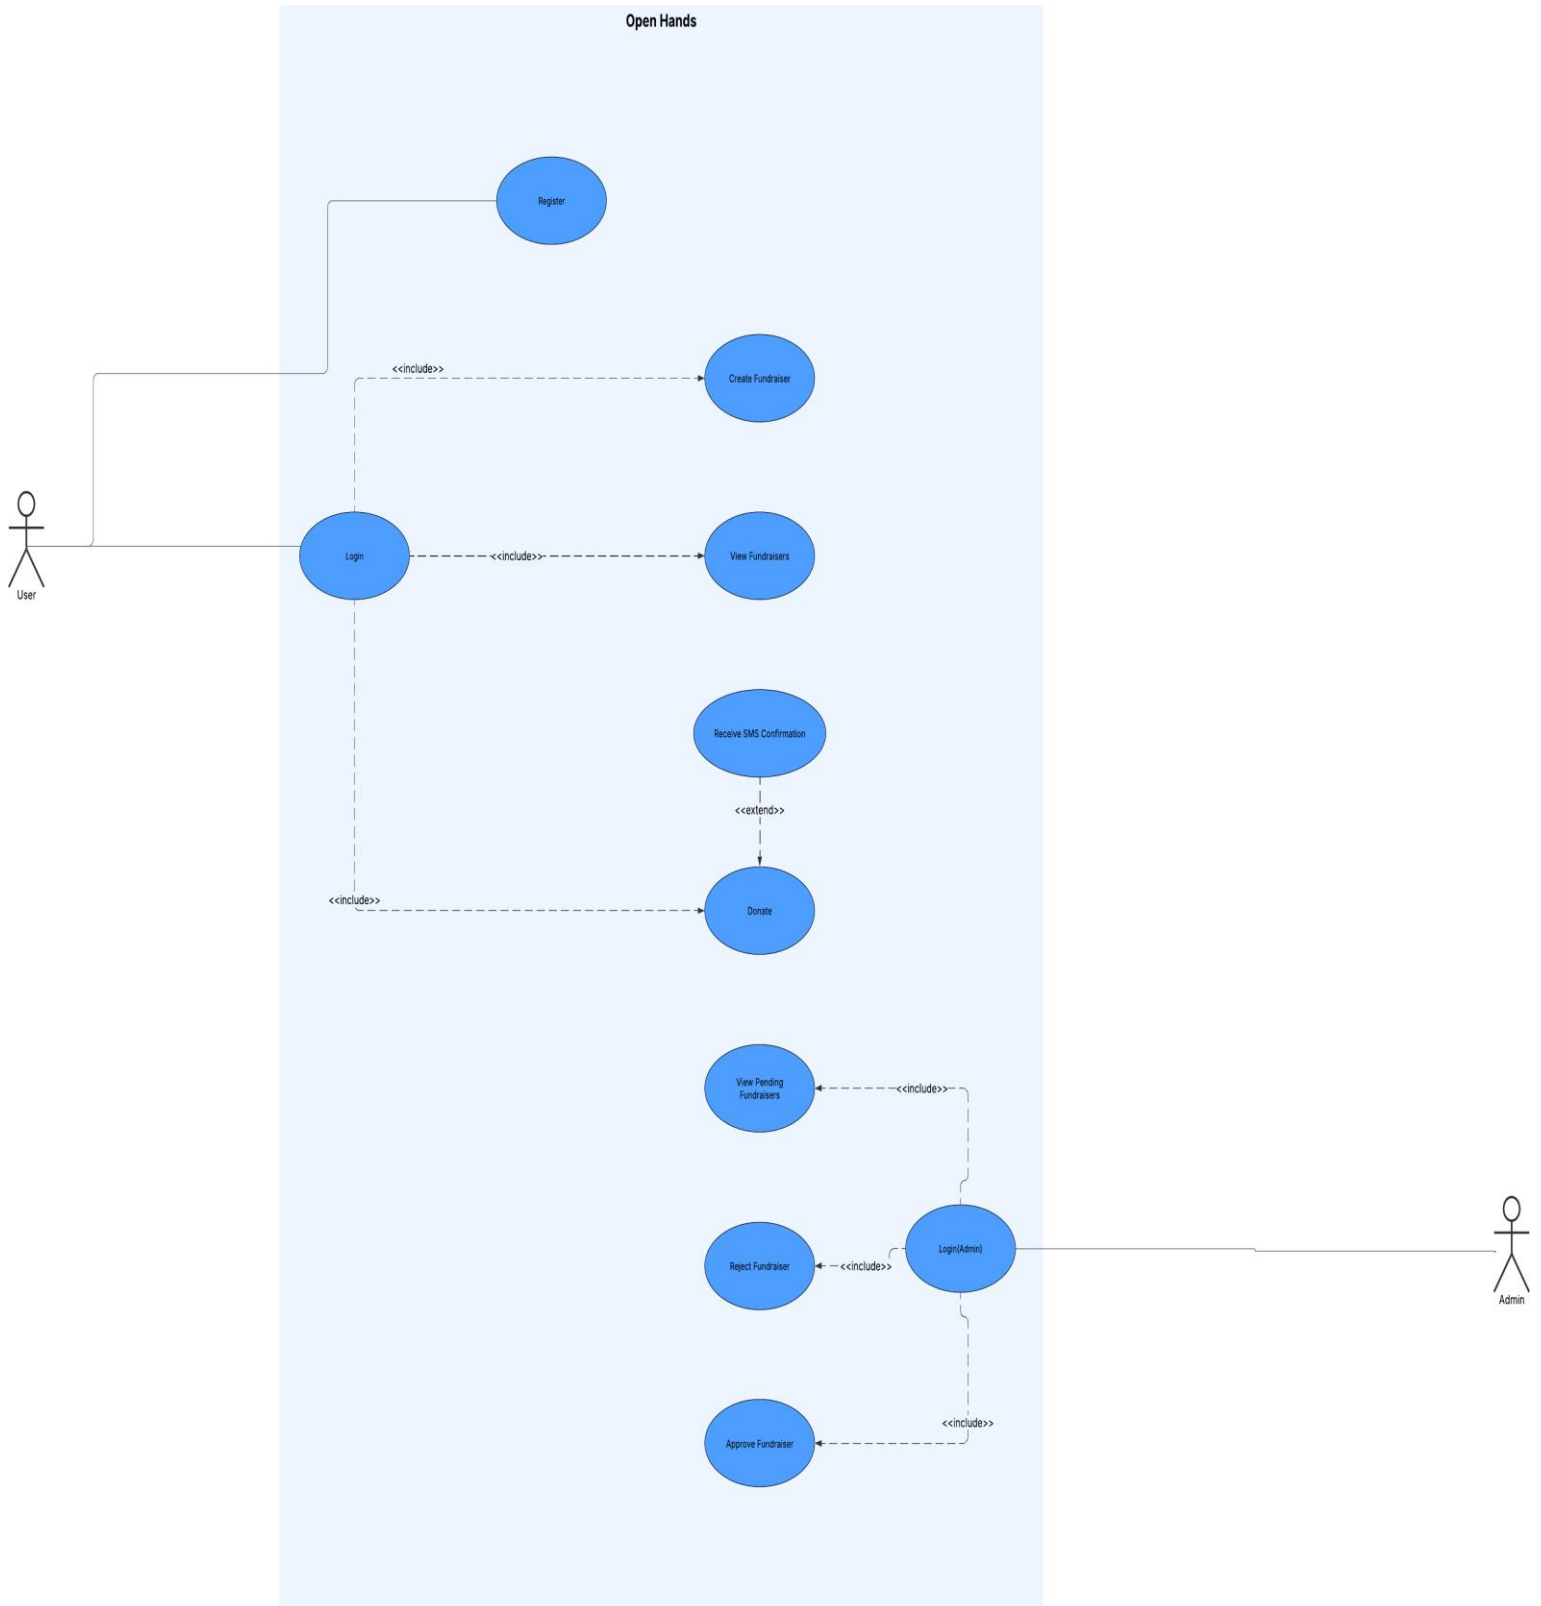 Open Hands
Register
<<include>>
Create Fundraiser
Login
<<include>>
View Fundraisers
User
Receive SMS Confirmation
<<extend>>
<<include>>
Donate
View Pending
Fundraisers
<<include>>
Login(Admin)
Reject Fundraiser
<<include>>
Admin
<<include>>
Approve Fundraiser